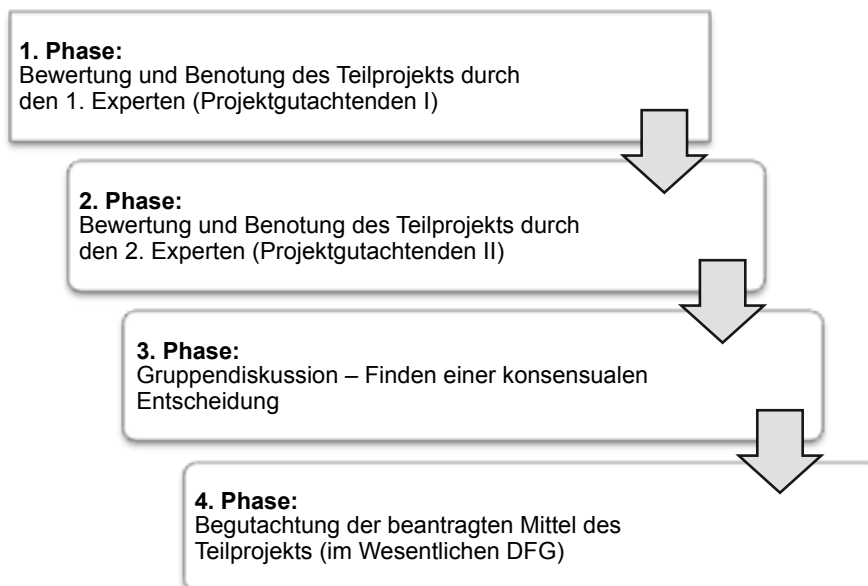 1. Phase:
Bewertung und Benotung des Teilprojekts durch
den 1. Experten (Projektgutachtenden I)
2. Phase:
Bewertung und Benotung des Teilprojekts durch
den 2. Experten (Projektgutachtenden II)
3. Phase:
Gruppendiskussion – Finden einer konsensualen
Entscheidung
4. Phase:
Begutachtung der beantragten Mittel des
Teilprojekts (im Wesentlichen DFG)